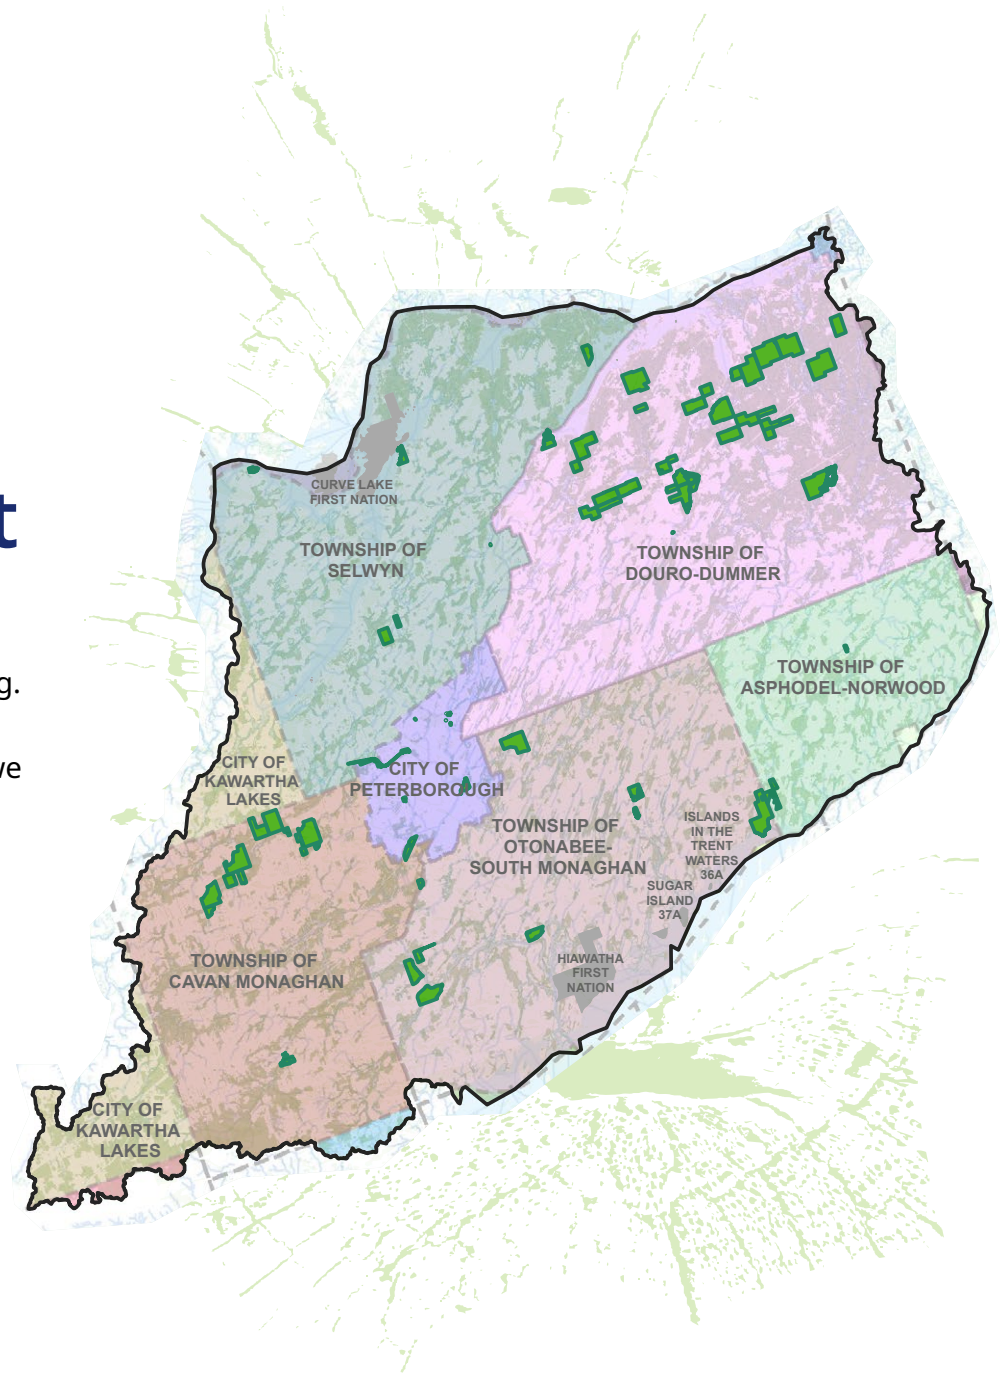 CURVE LAKE
FIRST NATION
TOWNSHIP OF
SELWYN
TOWNSHIP OF
DOURO-DUMMER
t
g.
TOWNSHIP OF
ASPHODEL-NORWOOD
ve
CITY OF
KAWARTHA
LAKES
CITY OF
PETERBOROUGH
TOWNSHIP OF
OTONABEE-
SOUTH MONAGHAN
ISLANDS
IN THE
TRENT
WATERS
36A
SUGAR
ISLAND
37A
TOWNSHIP OF
CAVAN MONAGHAN
HIAWATHA
FIRST
NATION
CITY OF
KAWARTHA
LAKES